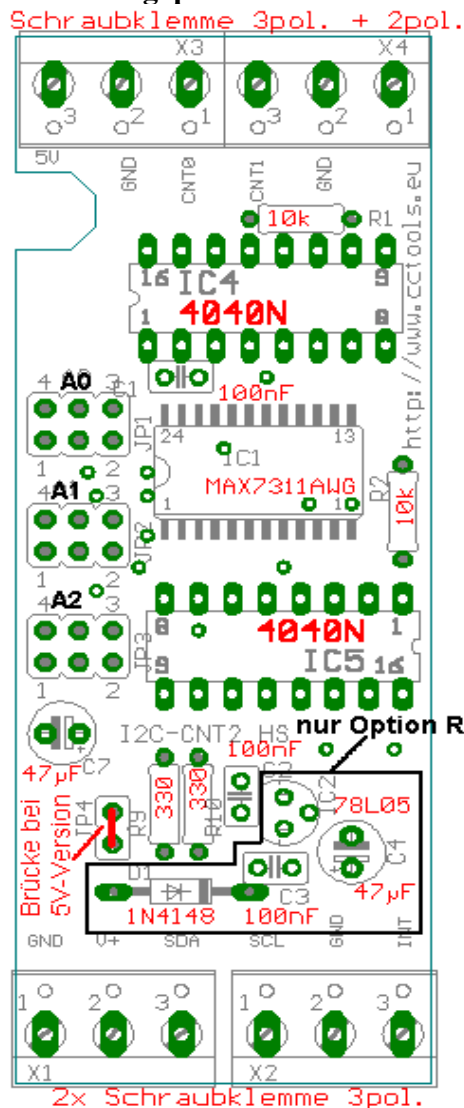 Schraubklemme 3pol. + 2pol.
X3 X4
3 2 1 3 2 1
5V GND CNT0 CNT1 GND
http://www.cctools.eu
10k R1
16 IC4 9
1 4040N 8
C1 100nF
4 A0 3
JP1
1 2
24 13
IC1
MAX7311AWG
1 1
R2 10k
4 A1 3
JP2
1 2
4 A2 3
JP3
1 2
8 4040N 1
9 IC5 16
I2C-CNT2 HS
nur Option R
47µF C7
100nF
330 330
R9 R10
IC2
78L05
JP4
Brücke bei
5V-Version
D1
1N4148
C3
100nF
C4
47µF
GND V+ SDA SCL GND INT
1 2 3 1 2 3
X1 X2
2x Schraubklemme 3pol.